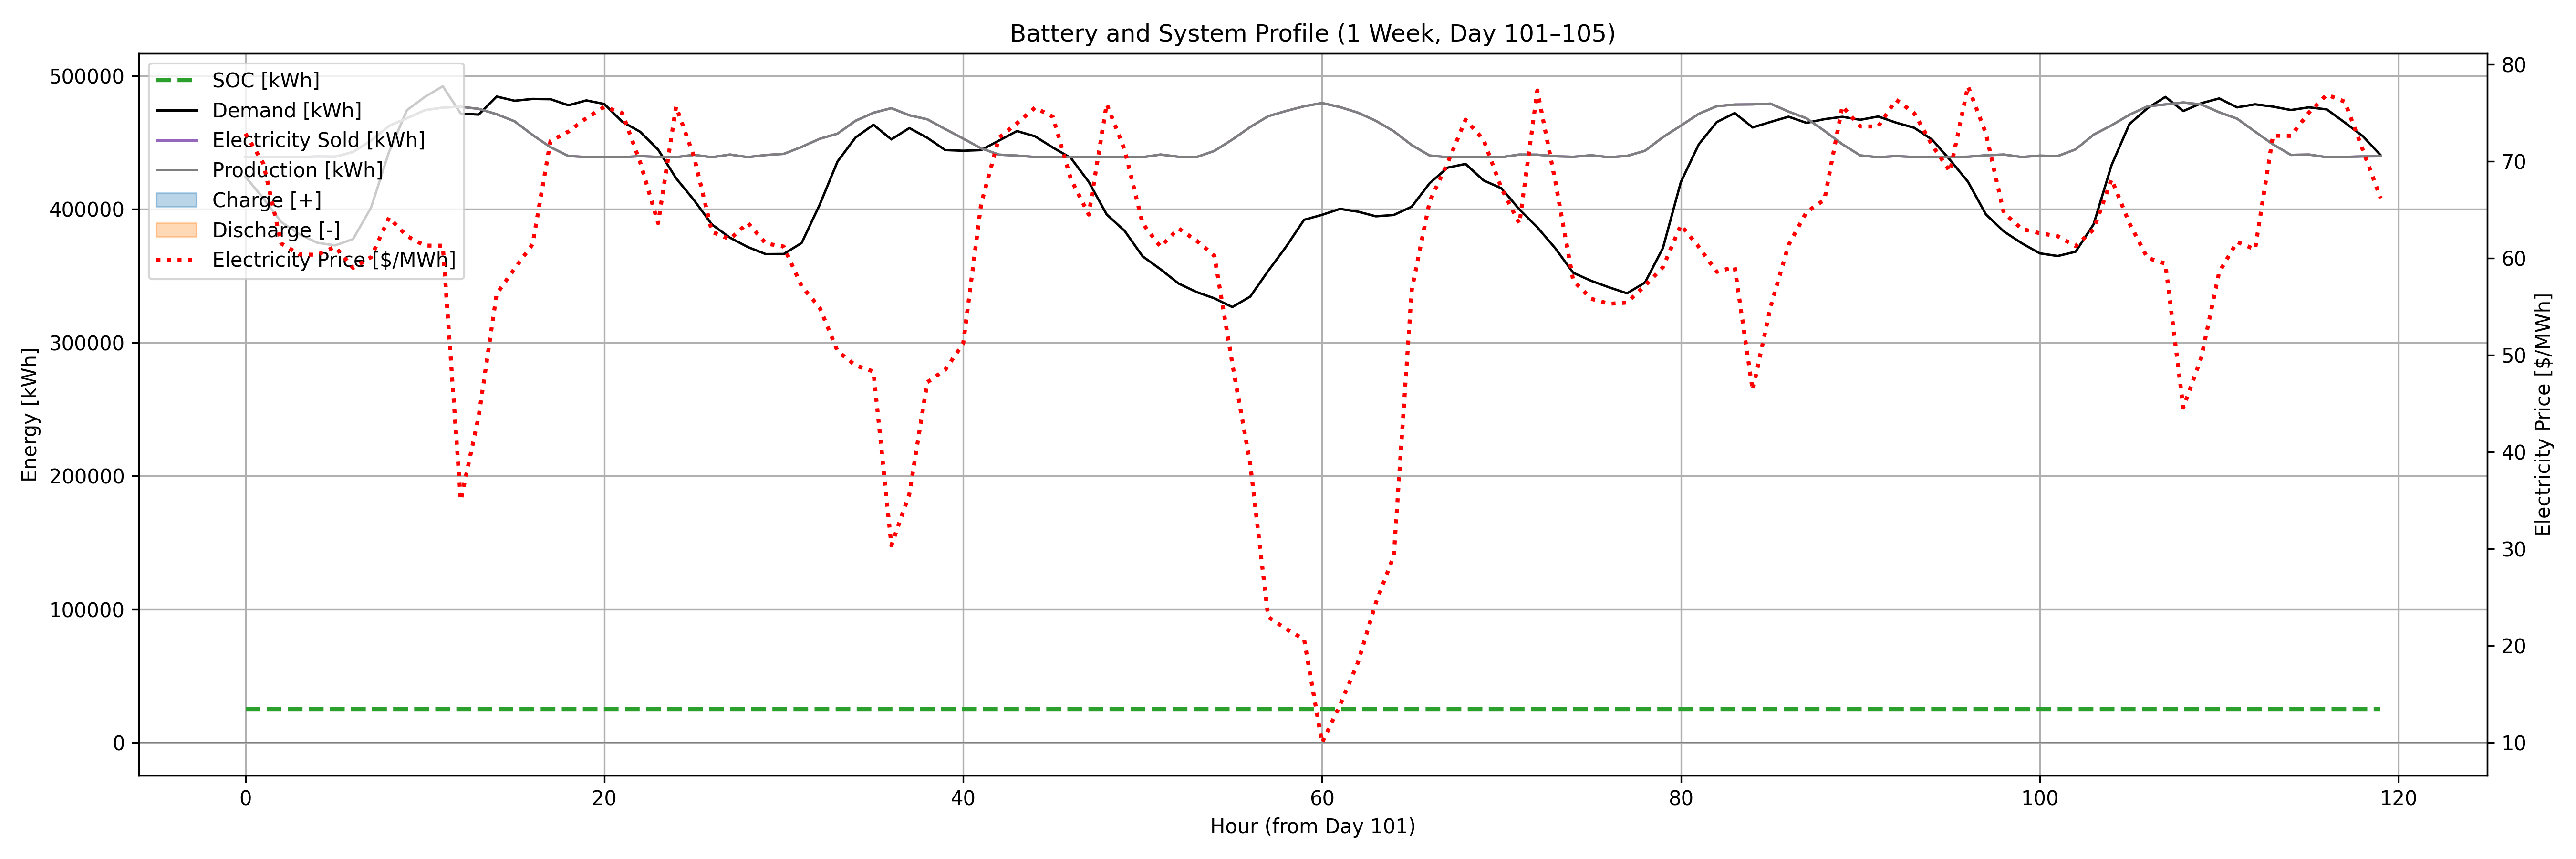 Battery and System Profile (1 Week, Day 101–105)
SOC [kWh]
Demand [kWh]
Electricity Sold [kWh]
Production [kWh]
Charge [+]
Discharge [-]
Electricity Price [$/MWh]
Energy [kWh]
500000
400000
300000
200000
100000
0
80
70
60
50
40
30
20
10
Electricity Price [$/MWh]
0 20 40 60 80 100 120
Hour (from Day 101)